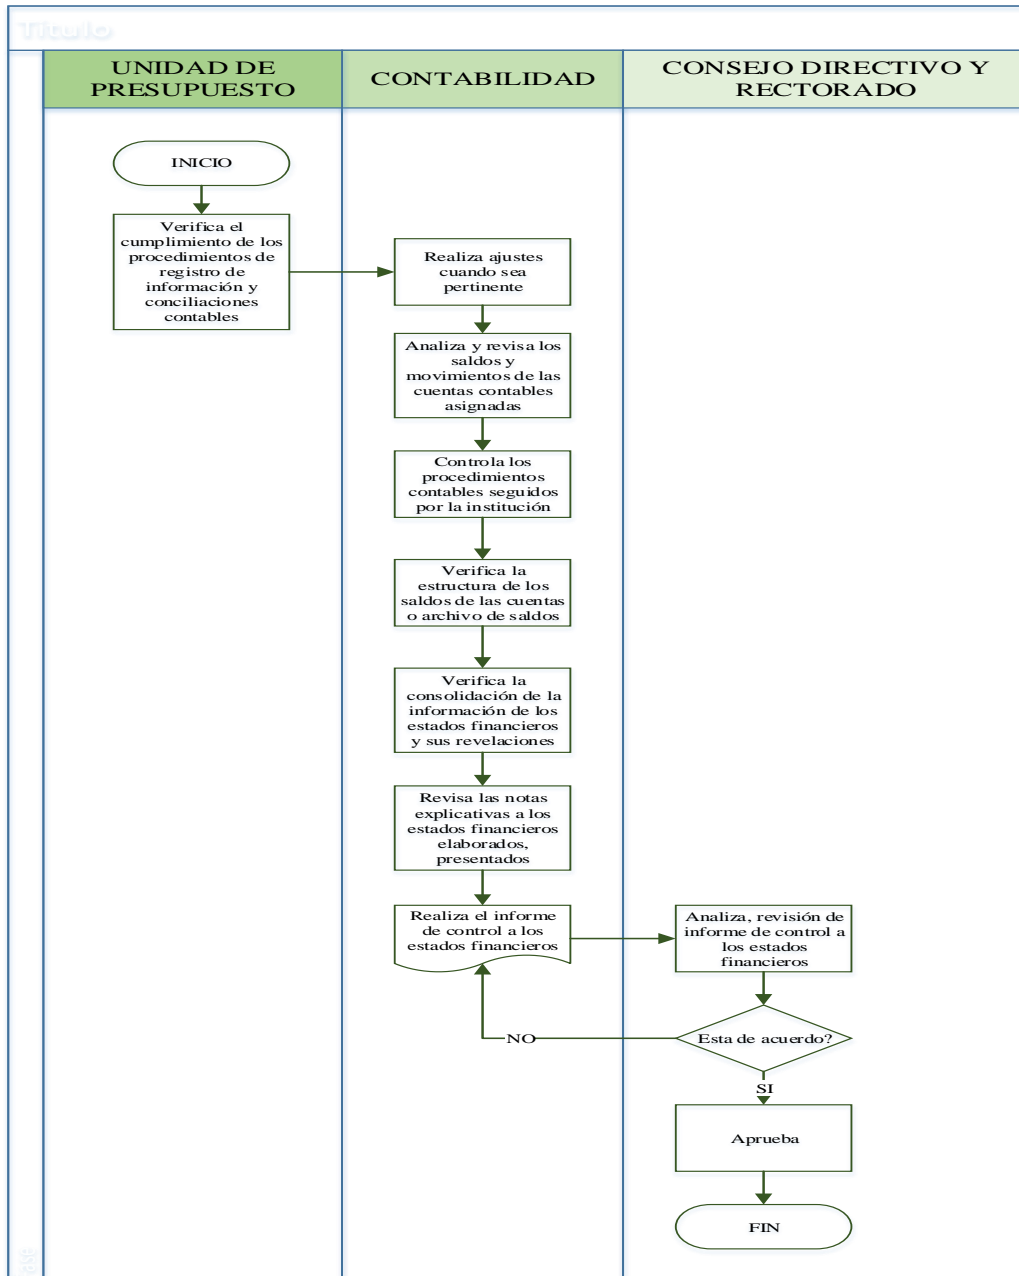 Título
UNIDAD DE
PRESUPUESTO
CONTABILIDAD
CONSEJO DIRECTIVO Y
RECTORADO
INICIO
Verifica el
cumplimiento de los
procedimientos de
registro de
información y
conciliaciones
contables
Realiza ajustes
cuando sea
pertinente
Analiza y revisa los
saldos y
movimientos de las
cuentas contables
asignadas
Controla los
procedimientos
contables seguidos
por la institución
Verifica la
estructura de los
saldos de las cuentas
o archivo de saldos
Verifica la
consolidación de la
información de los
estados financieros
y sus revelaciones
Revisa las notas
explicativas a los
estados financieros
elaborados,
presentados
Realiza el informe
de control a los
estados financieros
Analiza, revisión de
informe de control a
los estados
financieros
Esta de acuerdo?
NO
SI
Aprueba
FIN